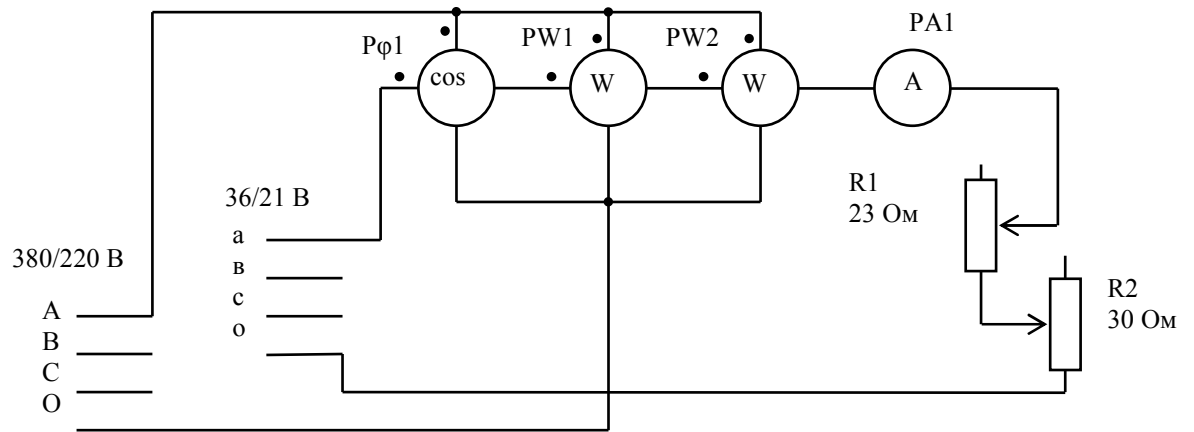 PA1
Pφ1
PW1
PW2
cos
W
W
A
R1
23 Ом
36/21 В
а
в
с
о
380/220 В
А
В
С
О
R2
30 Ом